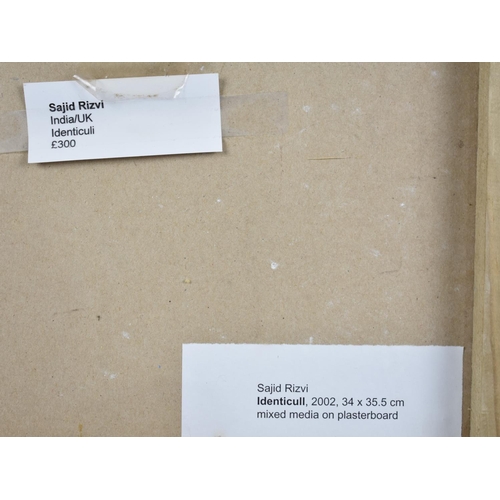 Sajid Rizvi
India/UK
Identiculi
£300
Sajid Rizvi
Identicull, 2002, 34 x 35.5 cm
mixed media on plasterboard